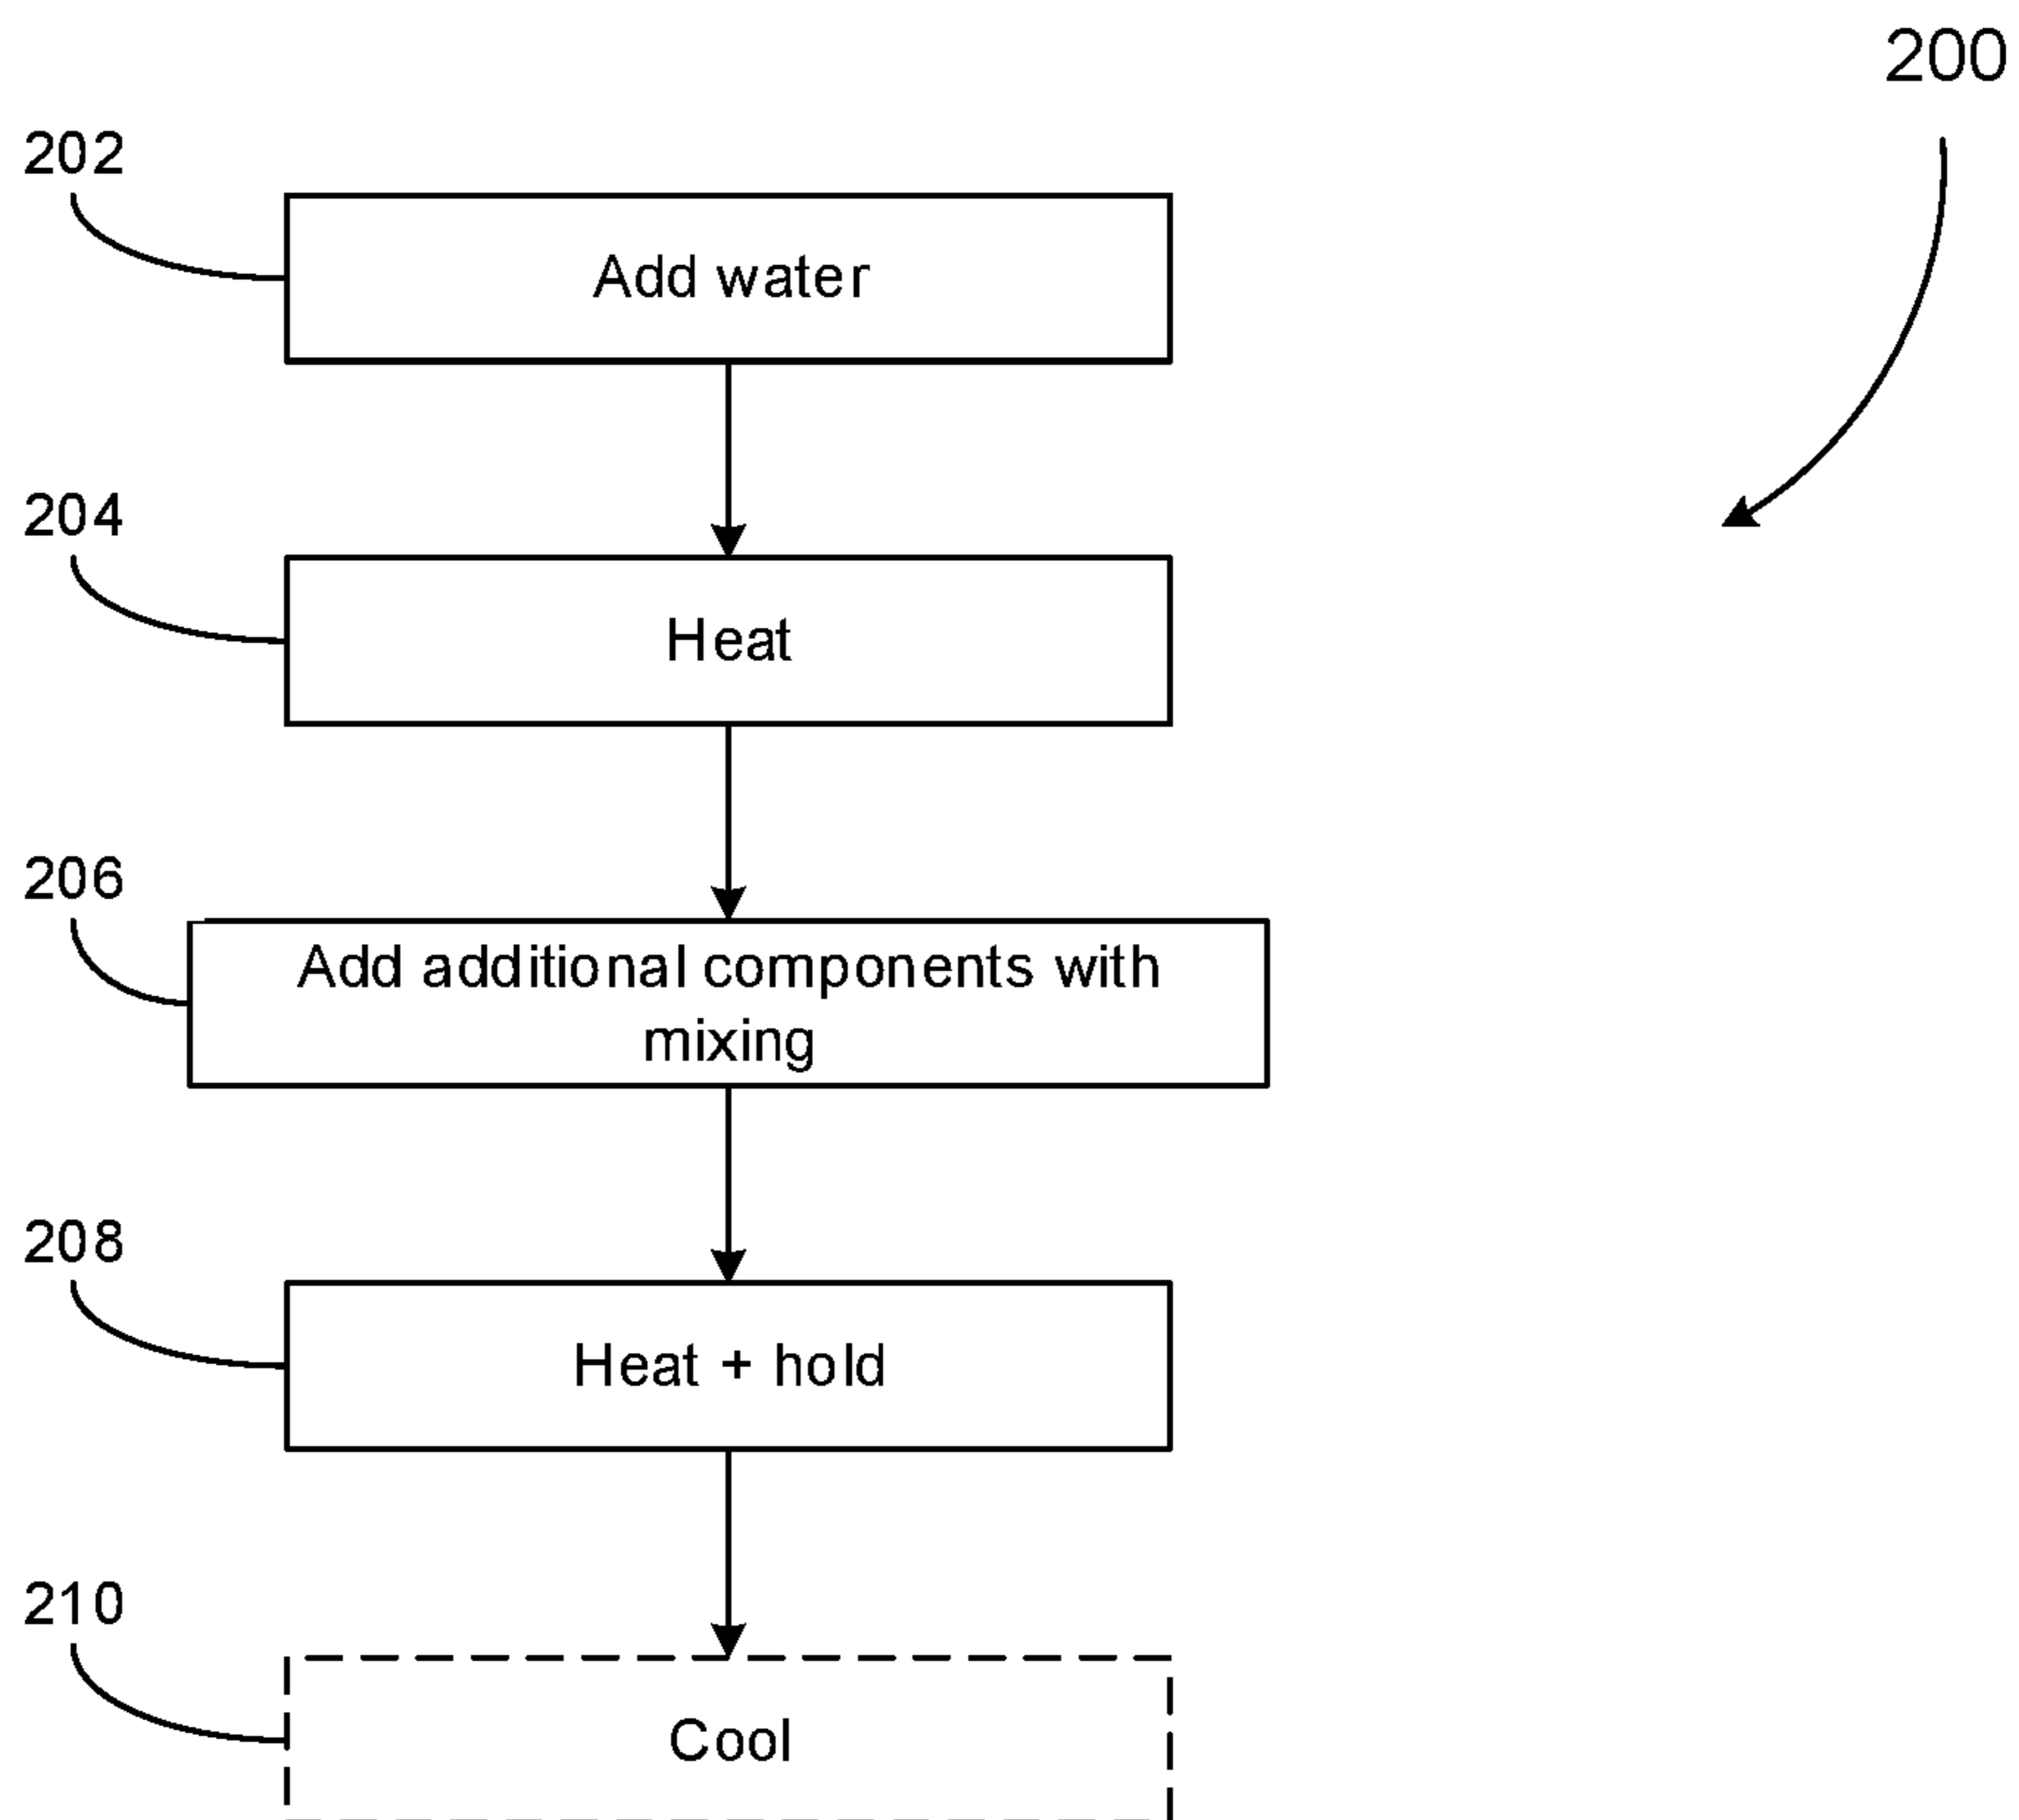 200
202
Add water
204
Heat
206
Add additional components with
mixing
208
Heat + hold
210
Cool